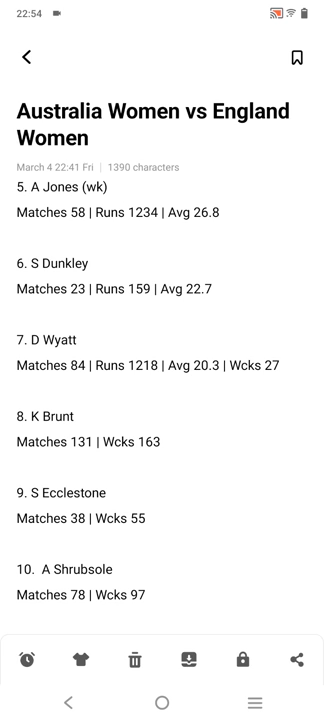 22:54
Australia Women vs England
Women
March 4 22:41 Fri | 1390 characters
5. A Jones (wk)
Matches 58 | Runs 1234 | Avg 26.8
6. S Dunkley
Matches 23 | Runs 159 | Avg 22.7
7. D Wyatt
Matches 84 | Runs 1218 | Avg 20.3 | Wcks 27
8. K Brunt
Matches 131 | Wcks 163
9. S Ecclestone
Matches 38 | Wcks 55
10.  A Shrubsole
Matches 78 | Wcks 97